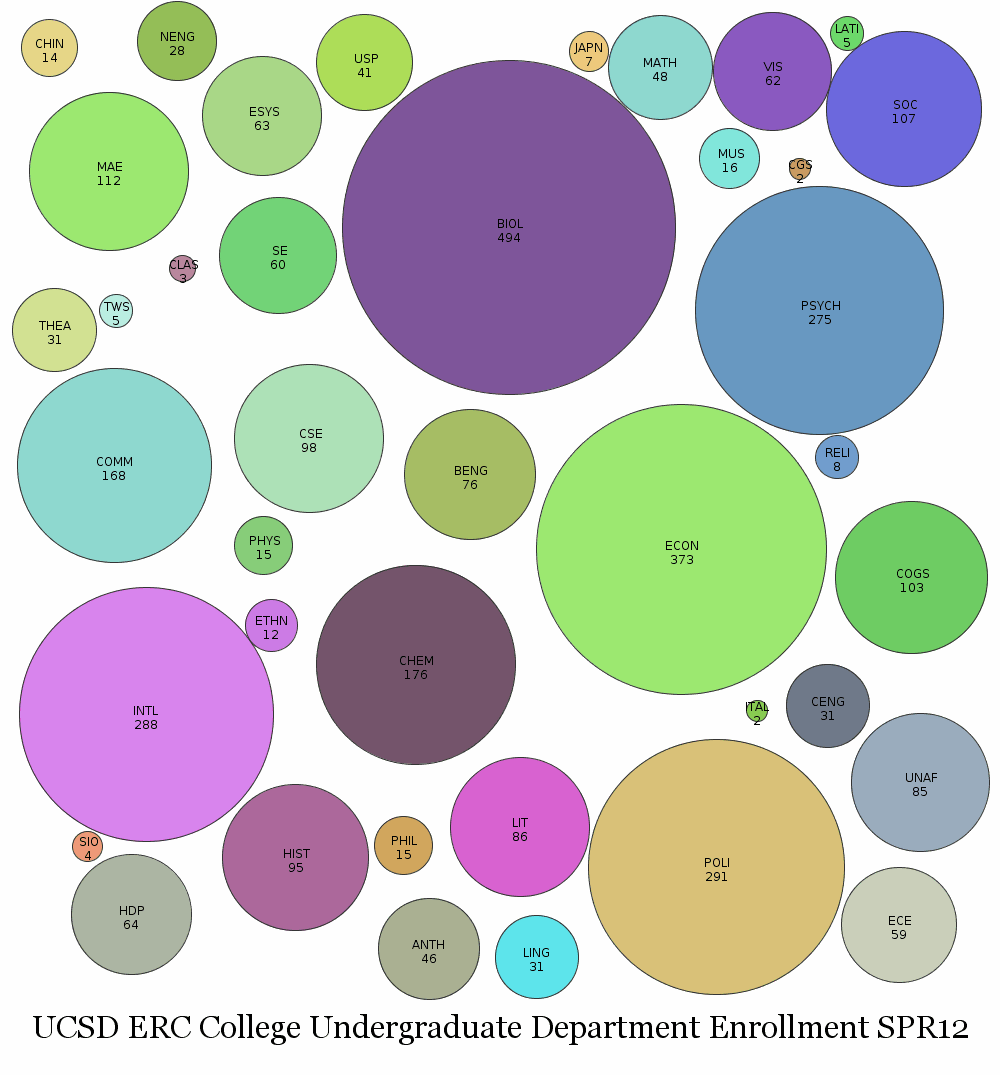 CHIN
14
NENG
28
USP
41
JAPN
7
MATH
48
VIS
62
LATI
5
SOC
107
ESYS
63
MAE
112
MUS
16
CGS
2
BIOL
494
SE
60
CLAS
3
TWS
5
THEA
31
PSYCH
275
COMM
168
CSE
98
BENG
76
RELI
8
PHYS
15
ECON
373
COGS
103
ETHN
12
CHEM
176
INTL
288
ITAL
2
CENG
31
UNAF
85
SIO
4
HIST
95
PHIL
15
LIT
86
POLI
291
HDP
64
ANTH
46
LING
31
ECE
59
UCSD ERC College Undergraduate Department Enrollment SPR12